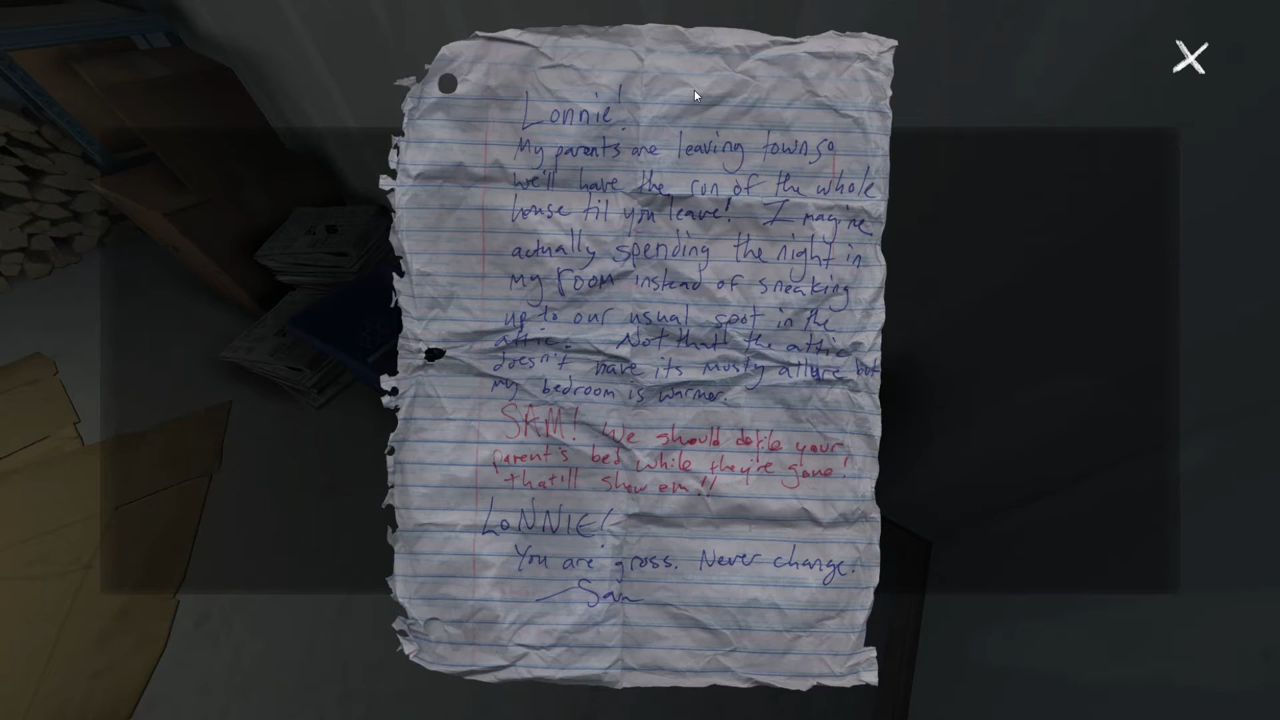 Lonnie!
My parents are leaving town so
we'll have the run of the whole
house til you leave! Imagine
actually spending the night in
my room instead of sneaking
up to our usual spot in the
attic. Not that the attic
doesn't have its musty allure but
my bedroom is warmer.
SAM! We should defile your
parent's bed while they're gone!
that'll show em!!
LONNIE!
You are gross. Never change.
—Sam